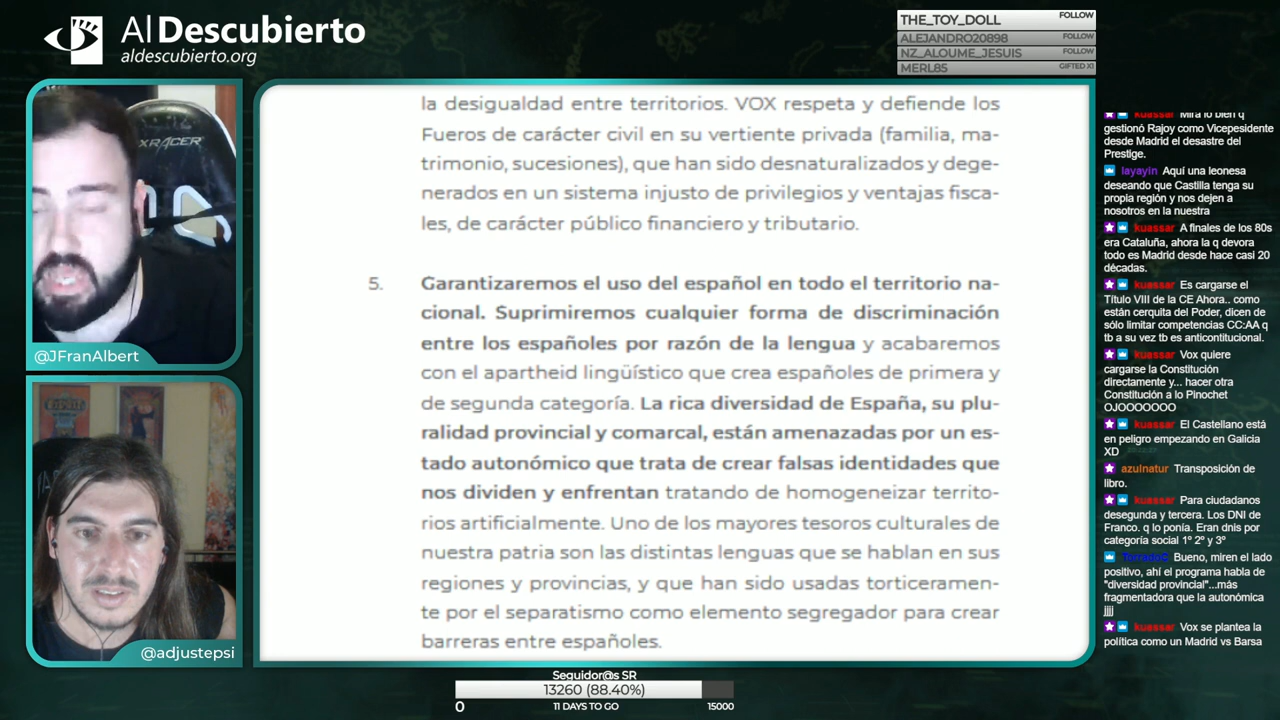 Al Descubierto
aldescubierto.org
THE_TOY_DOLL FOLLOW
ALEJANDRO20898 FOLLOW
NZ_ALOUME_JESUIS FOLLOW
MERL85 GIFTED X1
XRACER
@JFranAlbert
@adjustepsi
la desigualdad entre territorios. VOX respeta y defiende los
Fueros de carácter civil en su vertiente privada (familia, ma-
trimonio, sucesiones), que han sido desnaturalizados y dege-
nerados en un sistema injusto de privilegios y ventajas fisca-
les, de carácter público financiero y tributario.
5. Garantizaremos el uso del español en todo el territorio na-
cional. Suprimiremos cualquier forma de discriminación
entre los españoles por razón de la lengua y acabaremos
con el apartheid lingüístico que crea españoles de primera y
de segunda categoría. La rica diversidad de España, su plu-
ralidad provincial y comarcal, están amenazadas por un es-
tado autonómico que trata de crear falsas identidades que
nos dividen y enfrentan tratando de homogeneizar territo-
rios artificialmente. Uno de los mayores tesoros culturales de
nuestra patria son las distintas lenguas que se hablan en sus
regiones y provincias, y que han sido usadas torticeramen-
te por el separatismo como elemento segregador para crear
barreras entre españoles.
kuassar Mira lo bien q
gestionó Rajoy como Vicepesidente
desde Madrid el desastre del
Prestige.
iayayin Aquí una leonesa
deseando que Castilla tenga su
propia región y nos dejen a
nosotros en la nuestra
kuassar A finales de los 80s
era Cataluña, ahora la q devora
todo es Madrid desde hace casi 20
décadas.
kuassar Es cargarse el
Título VIII de la CE Ahora.. como
están cerquita del Poder, dicen de
sólo limitar competencias CC:AA q
tb a su vez tb es anticontitucional.
kuassar Vox quiere
cargarse la Constitución
directamente y... hacer otra
Constitución a lo Pinochet
OJOOOOOOO
kuassar El Castellano está
en peligro empezando en Galicia
XD
azulnatur Transposición de
libro.
kuassar Para ciudadanos
desegunda y tercera. Los DNI de
Franco. q lo ponía. Eran dnis por
categoría social 1º 2º y 3º
Bueno, miren el lado
positivo, ahí el programa habla de
"diversidad provincial"...más
fragmentadora que la autonómica
jjjj
kuassar Vox se plantea la
política como un Madrid vs Barsa
Seguidor@s SR
13260 (88.40%)
0 11 DAYS TO GO 15000